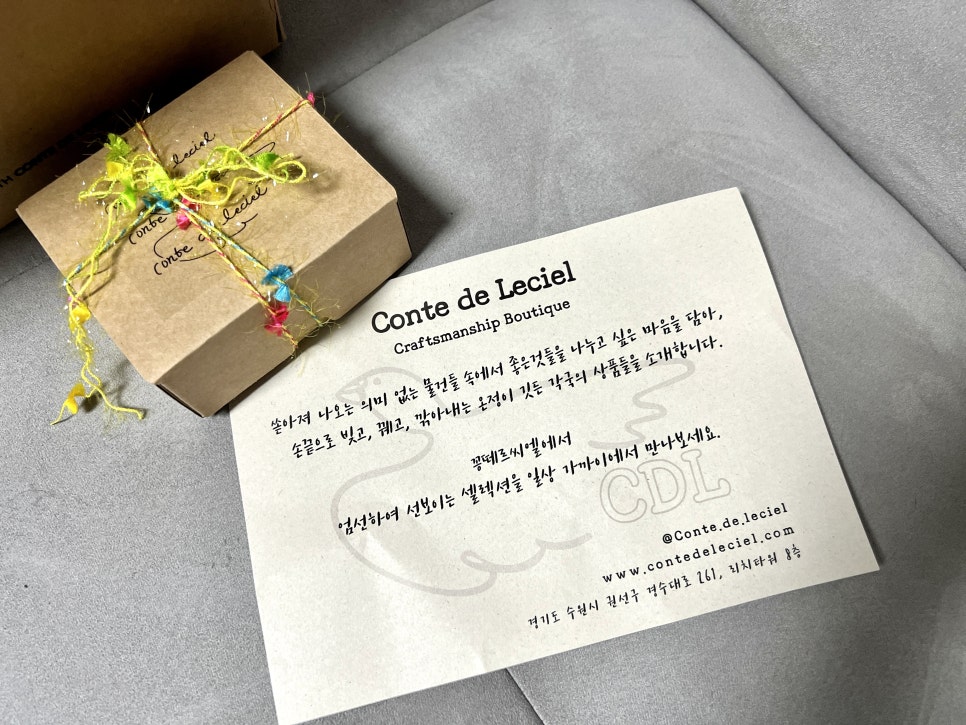 conte de leciel
Conte de Leciel
Craftsmanship Boutique
쏟아져 나오는 의미 없는 물건들 속에서 좋은것들을 나누고 싶은 마음을 담아,
손끝으로 빚고, 꿰고, 깎아내는 온정이 깃든 각국의 상품들을 소개합니다.
꽁떼르씨엘에서
엄선하여 선보이는 셀렉션을 일상 가까이에서 만나보세요.
CDL
@Conte.de.leciel
www.contedeleciel.com
경기도 수원시 권선구 경수대로 261, 리치타워 8층